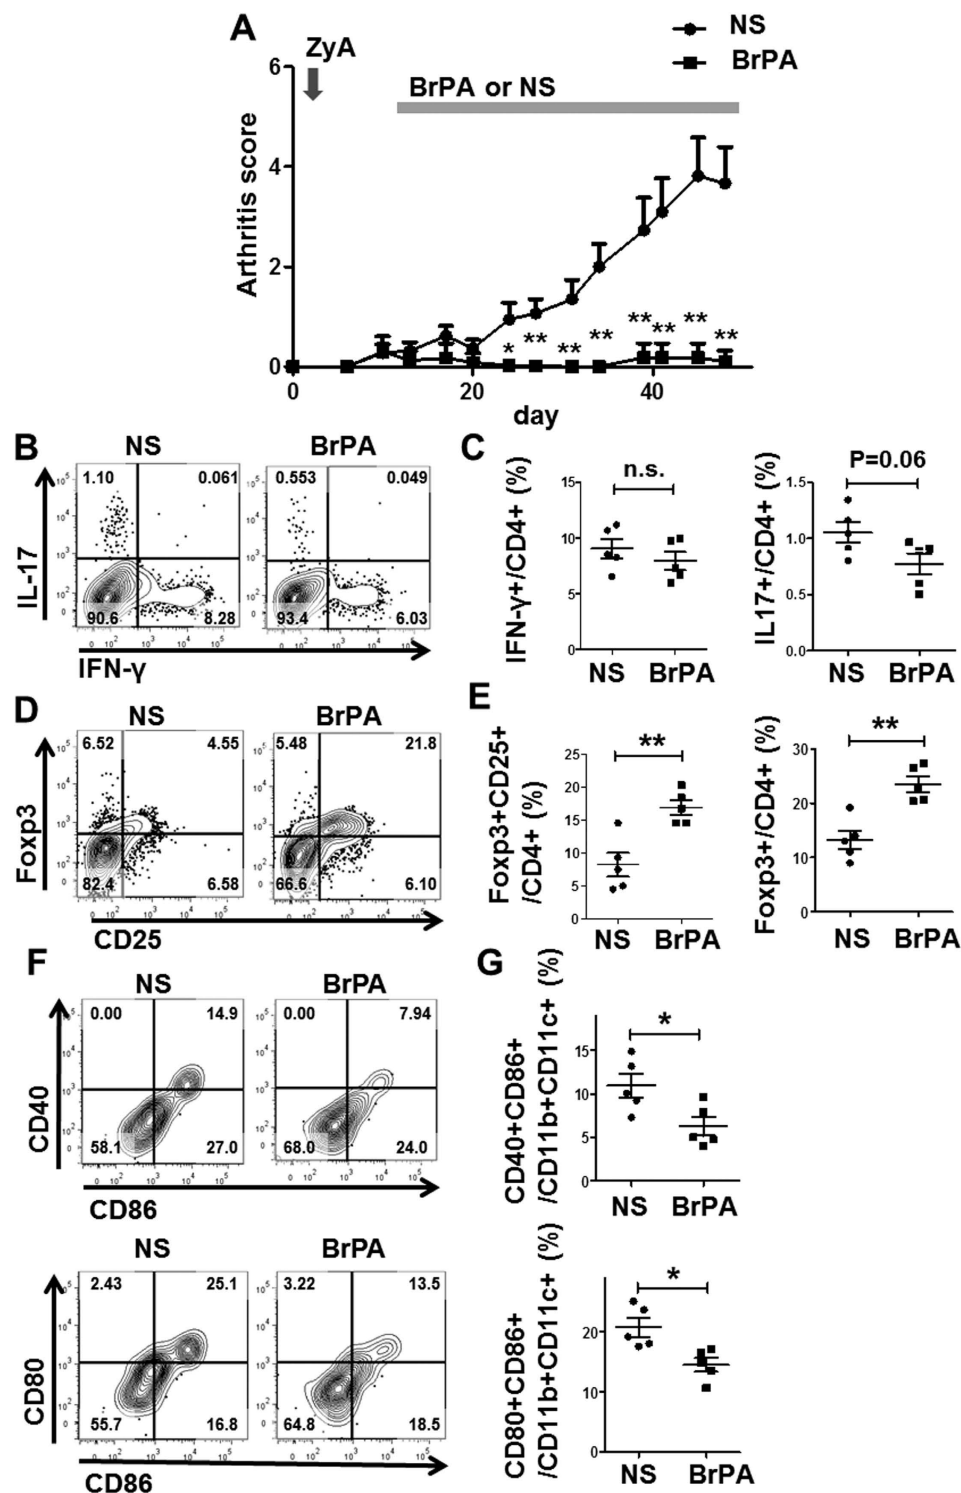 A
NS
BrPA
ZyA
BrPA or NS
Arthritis score
6
4
2
0
* ** ** ** ** ** ** **
0 20 40
day
B
NS BrPA
IL-17
1.10 0.061
90.6 8.28
0.553 0.049
93.4 6.03
IFN-γ
C
n.s.
IFN-γ+/CD4+ (%)
15
10
5
0
NS BrPA
P=0.06
IL17+/CD4+ (%)
1.5
1.0
0.5
0.0
NS BrPA
D
NS BrPA
Foxp3
6.52 4.55
82.4 6.58
5.48 21.8
66.6 6.10
CD25
E
**
Foxp3+CD25+
/CD4+ (%)
25
20
15
10
5
0
NS BrPA
**
Foxp3+/CD4+ (%)
30
20
10
0
NS BrPA
F
NS BrPA
CD40
0.00 14.9
58.1 27.0
0.00 7.94
68.0 24.0
CD86
NS BrPA
CD80
2.43 25.1
55.7 16.8
3.22 13.5
64.8 18.5
CD86
G
*
CD40+CD86+
/CD11b+CD11c+ (%)
15
10
5
0
NS BrPA
*
CD80+CD86+
/CD11b+CD11c+ (%)
20
10
0
NS BrPA